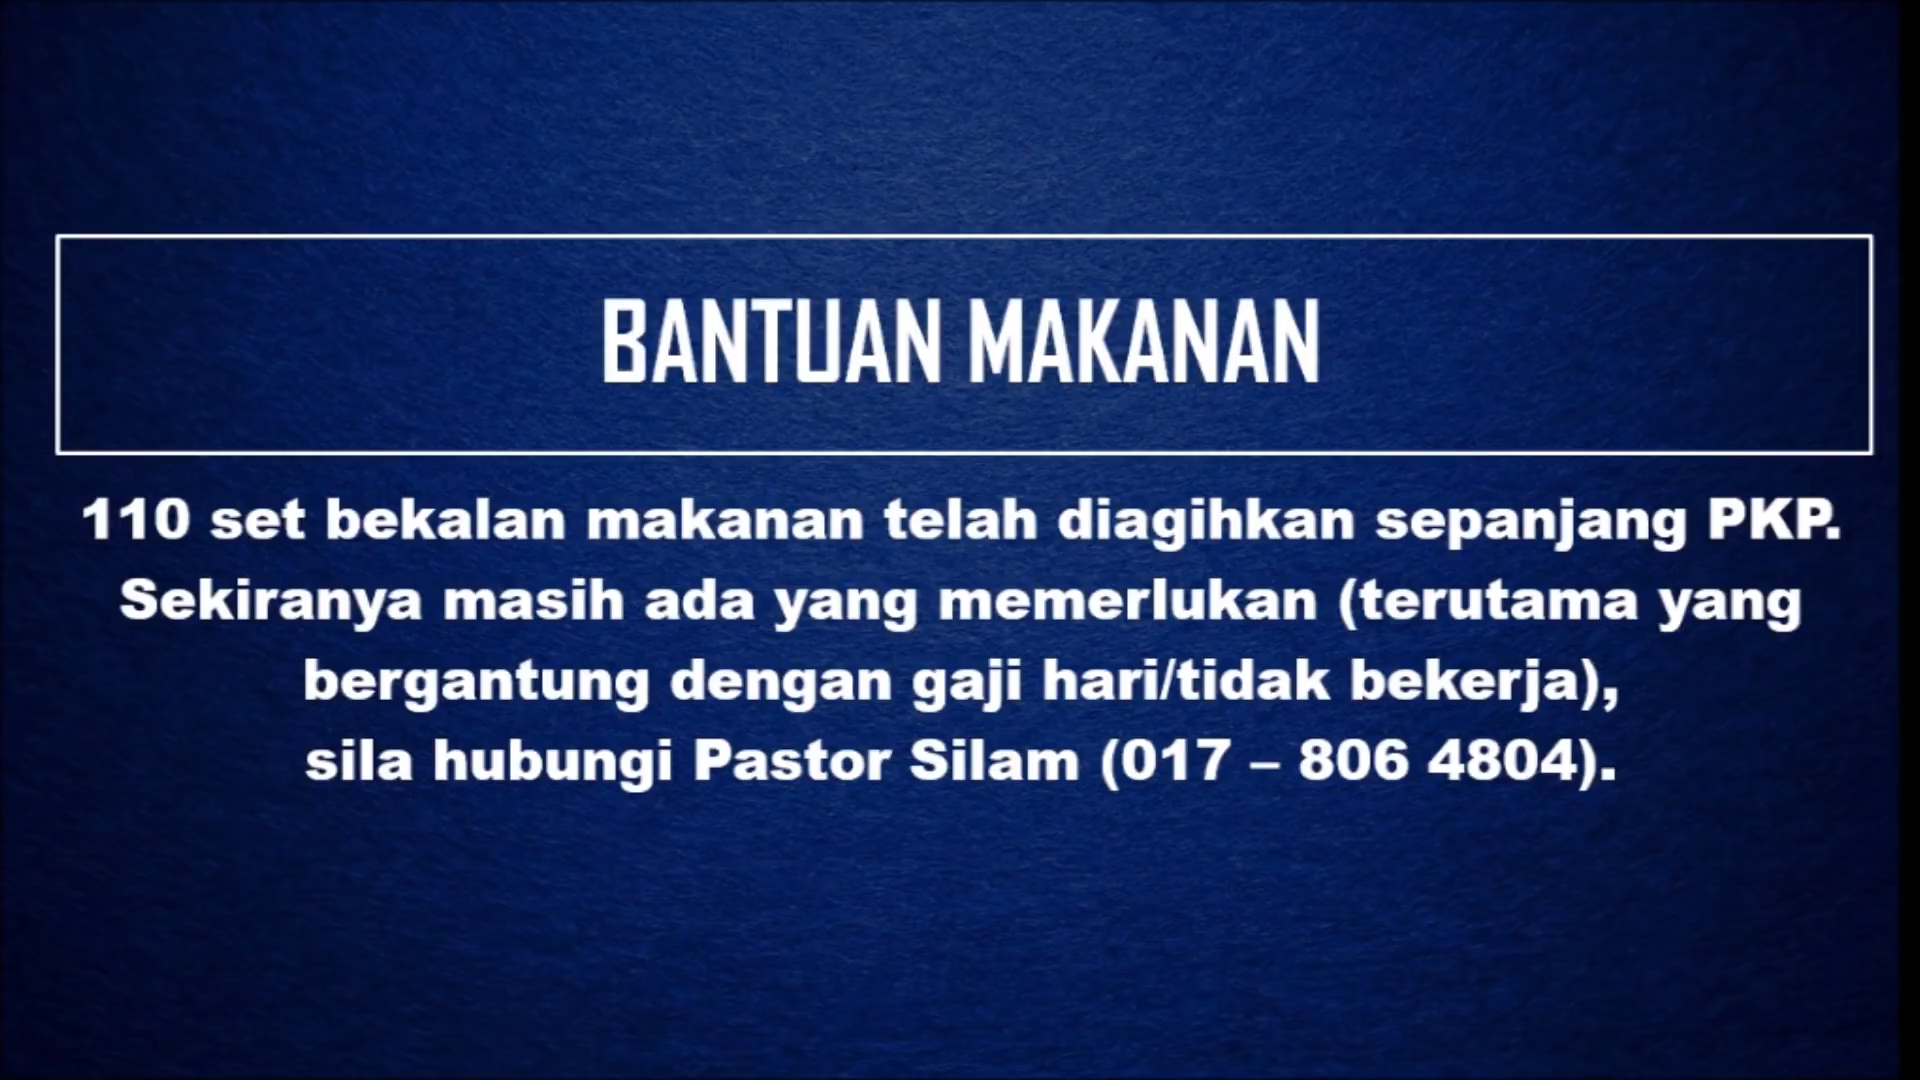 BANTUAN MAKANAN
110 set bekalan makanan telah diagihkan sepanjang PKP.
Sekiranya masih ada yang memerlukan (terutama yang
bergantung dengan gaji hari/tidak bekerja),
sila hubungi Pastor Silam (017 – 806 4804).